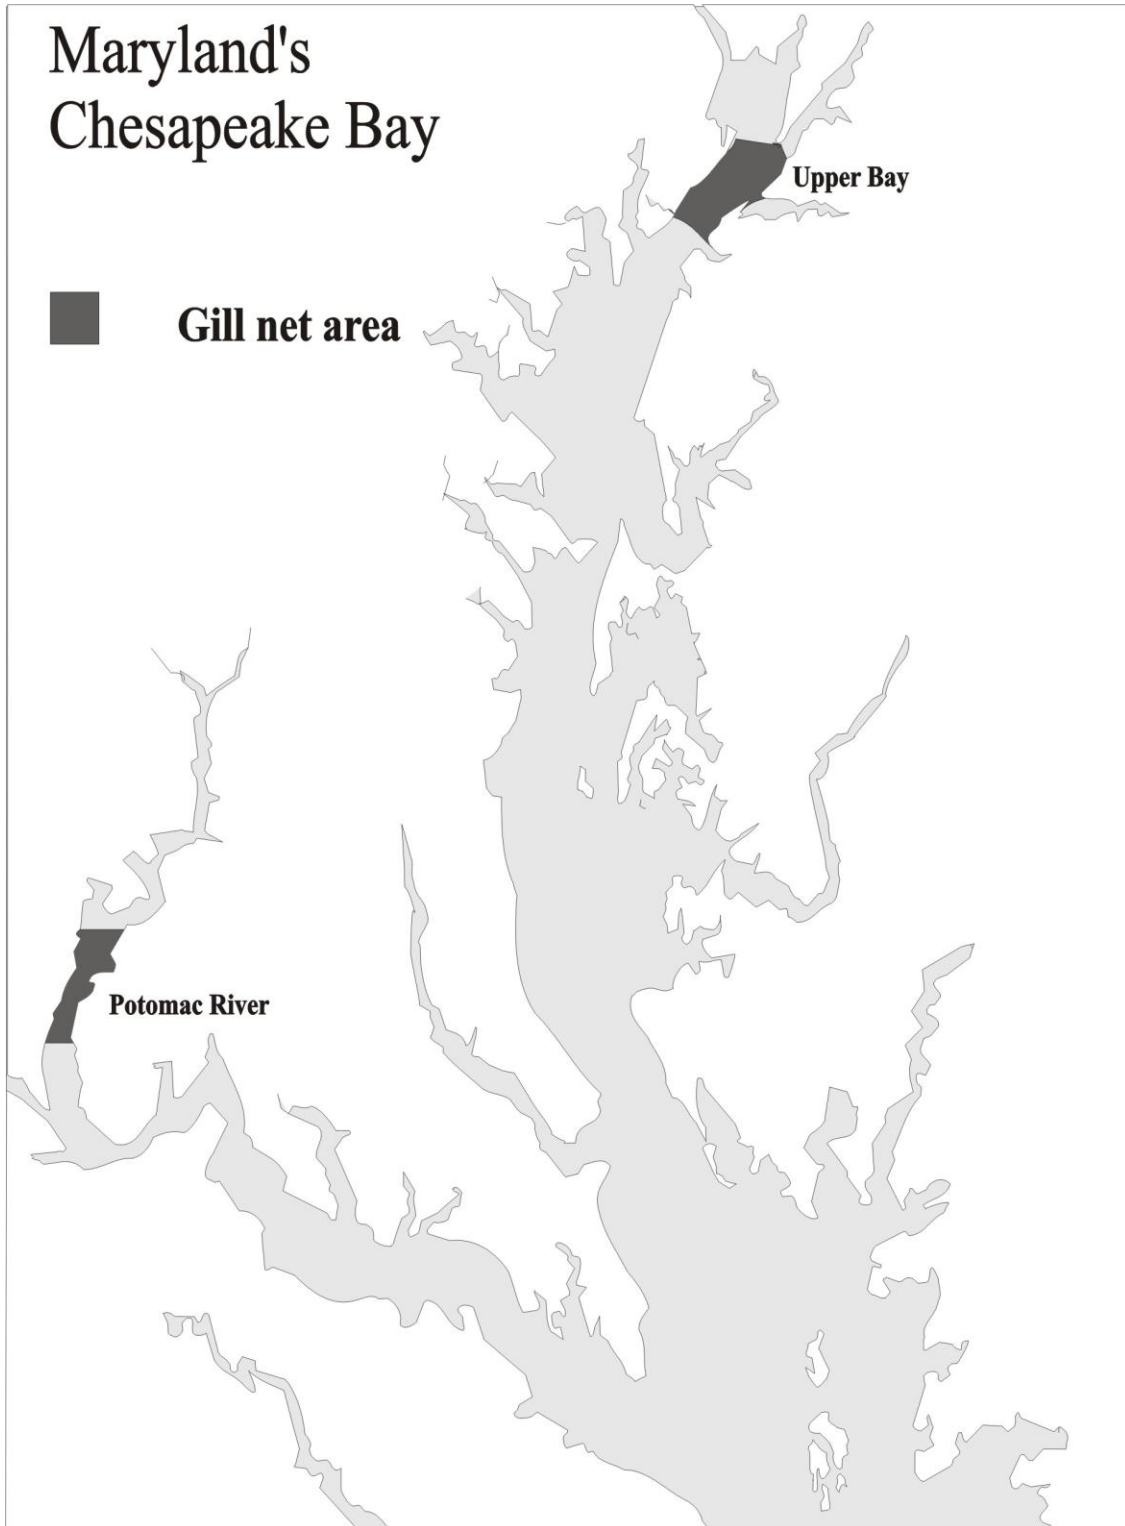 Maryland's
Chesapeake Bay
Upper Bay
Gill net area
Potomac River